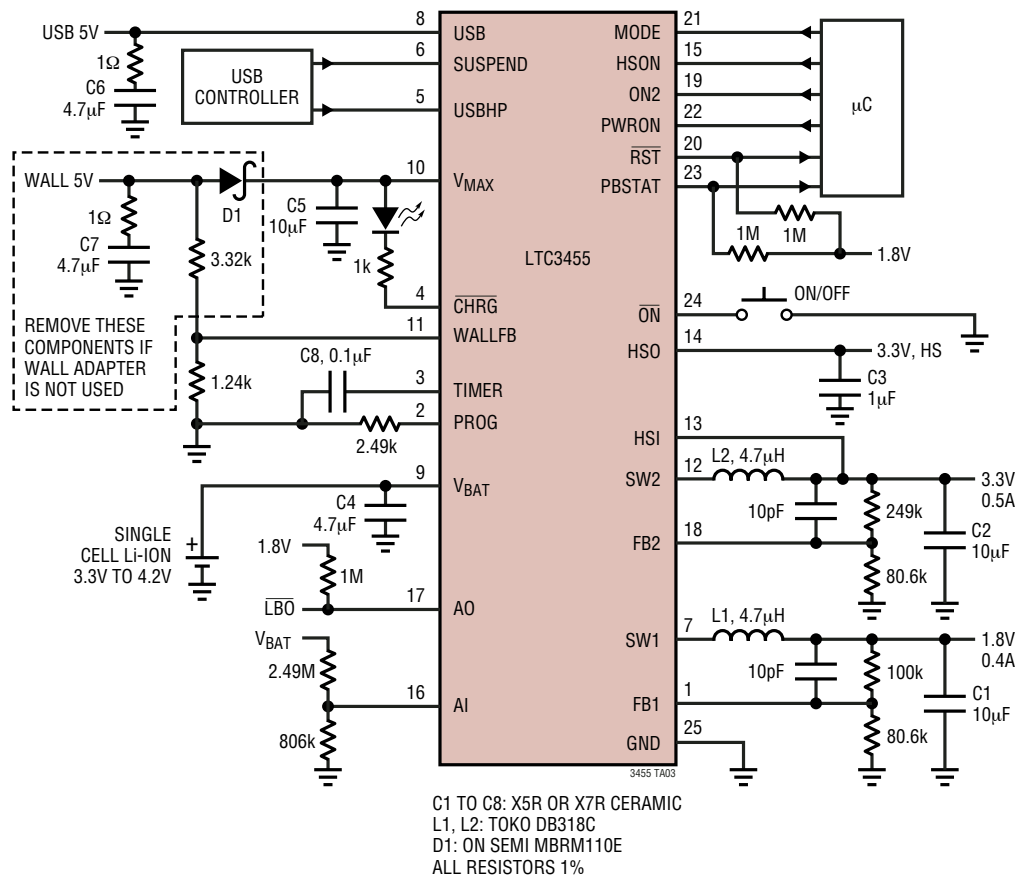 USB 5V
1Ω
C6
4.7µF
USB
CONTROLLER
8
USB
6
SUSPEND
5
USBHP
WALL 5V
D1
1Ω
C7
4.7µF
3.32k
REMOVE THESE
COMPONENTS IF
WALL ADAPTER
IS NOT USED
1.24k
C5
10µF
1k
10
VMAX
4
CHRG
11
WALLFB
C8, 0.1µF
3
TIMER
2
PROG
2.49k
9
VBAT
C4
4.7µF
SINGLE
CELL Li-ION
3.3V TO 4.2V
+
1.8V
1M
LBO
17
AO
VBAT
2.49M
16
AI
806k
LTC3455
21
MODE
15
HSON
19
ON2
22
PWRON
20
RST
23
PBSTAT
µC
1M
1M
1.8V
24
ON
ON/OFF
14
HSO
3.3V, HS
C3
1µF
13
HSI
12
SW2
L2, 4.7µH
10pF
249k
3.3V
0.5A
18
FB2
80.6k
C2
10µF
7
SW1
L1, 4.7µH
10pF
100k
1.8V
0.4A
1
FB1
80.6k
C1
10µF
25
GND
3455 TA03
C1 TO C8: X5R OR X7R CERAMIC
L1, L2: TOKO DB318C
D1: ON SEMI MBRM110E
ALL RESISTORS 1%